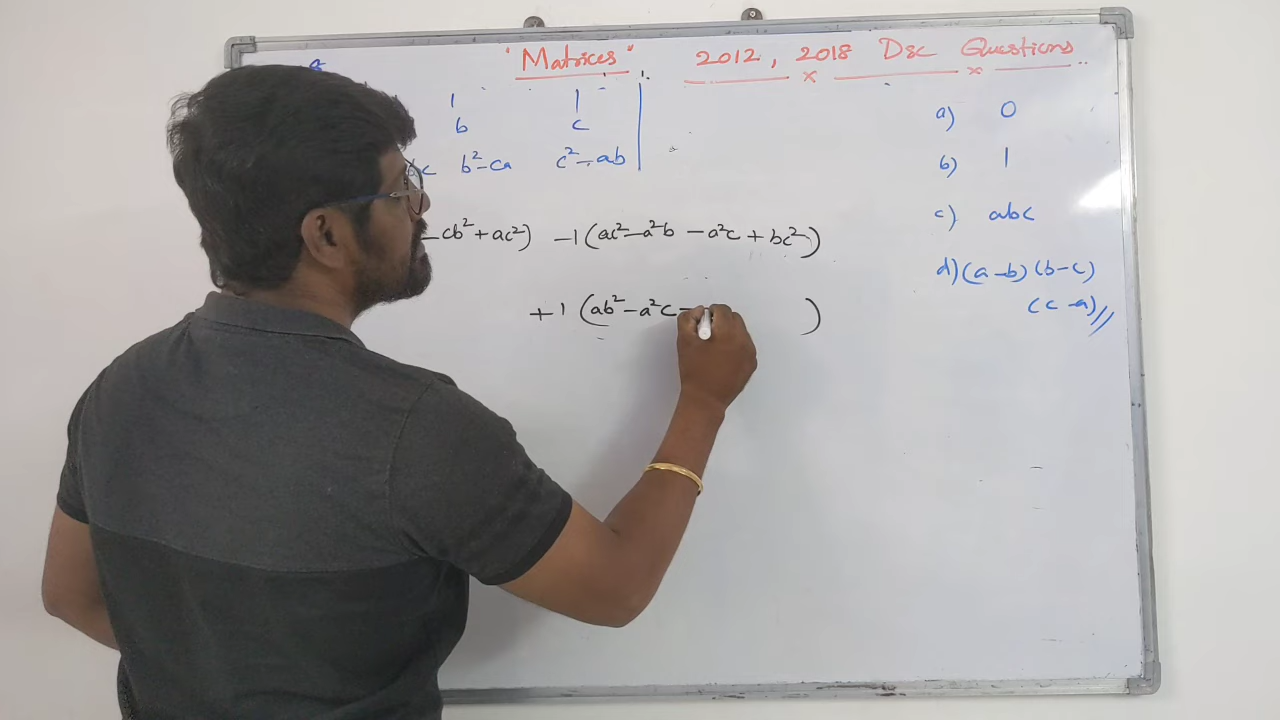 "Matrices" 2012, 2018 Dsc Questions
1 1
b c
bc b²-ca c²-ab
- cb² + ac²) -1 (ac² - a²b - a²c + bc²)
+1 (ab² - a²c - )
a) 0
b) 1
c) abc
d) (a-b) (b-c)
(c-a)//